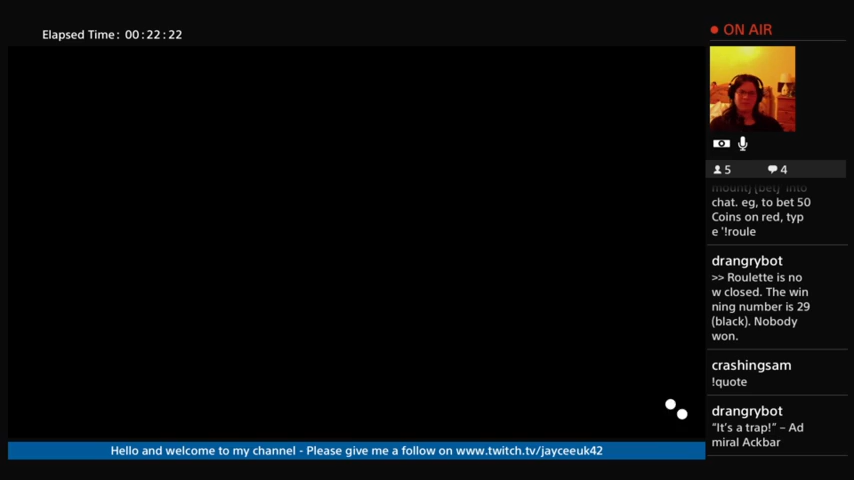 Elapsed Time: 00:22:22
ON AIR
5 4
mount] [bet]' into
chat. eg, to bet 50
Coins on red, typ
e '!roule
drangrybot
>> Roulette is no
w closed. The win
ning number is 29
(black). Nobody
won.
crashingsam
!quote
drangrybot
"It's a trap!" – Ad
miral Ackbar
Hello and welcome to my channel - Please give me a follow on www.twitch.tv/jayceeuk42